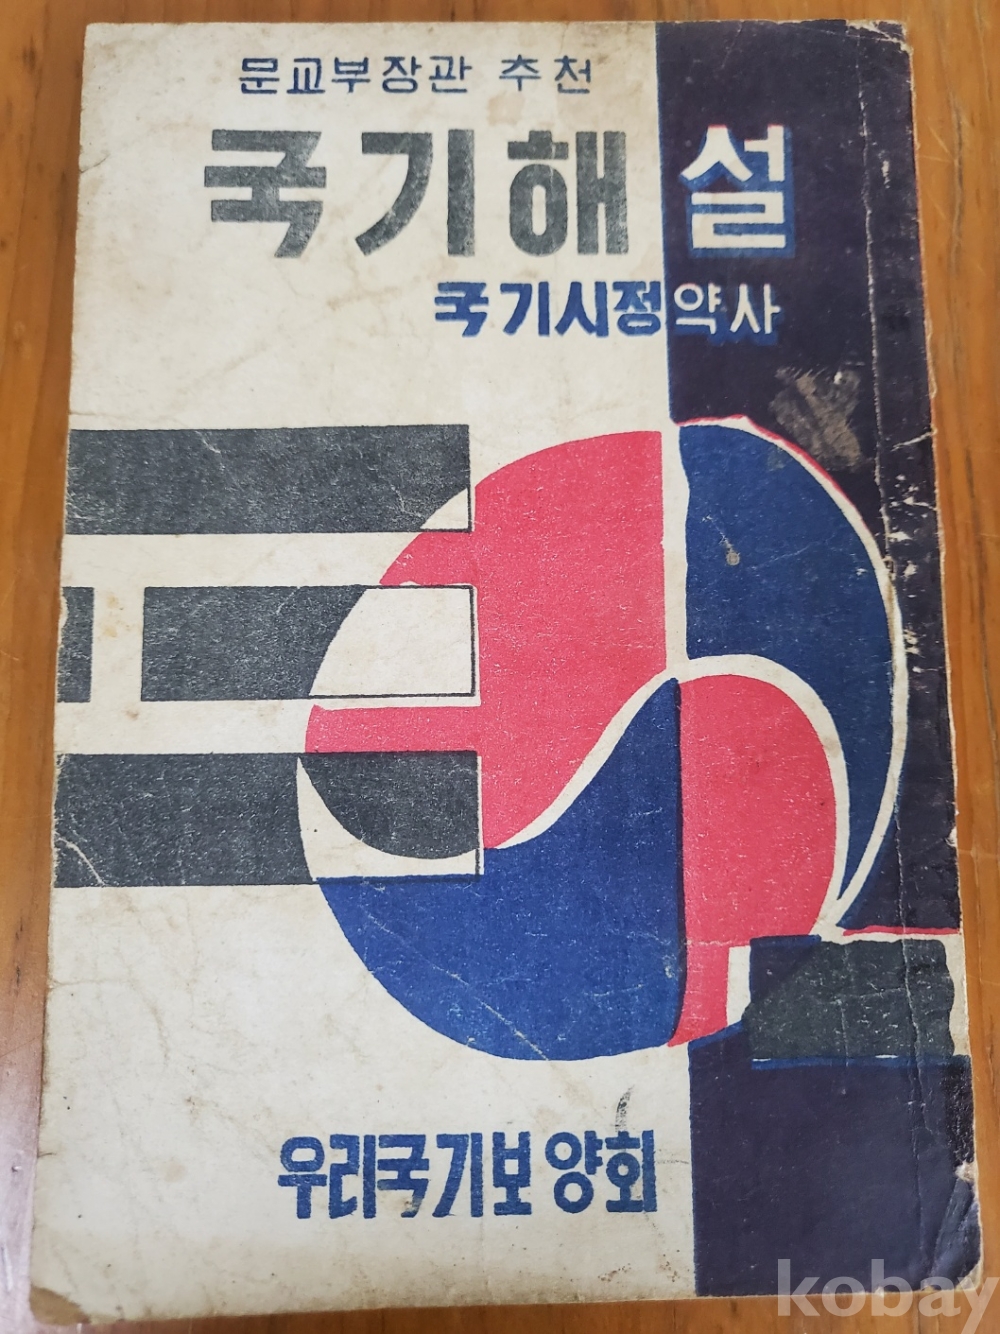 문교부장관 추천
국기해설
국기시정약사
우리국기보양회
kobay